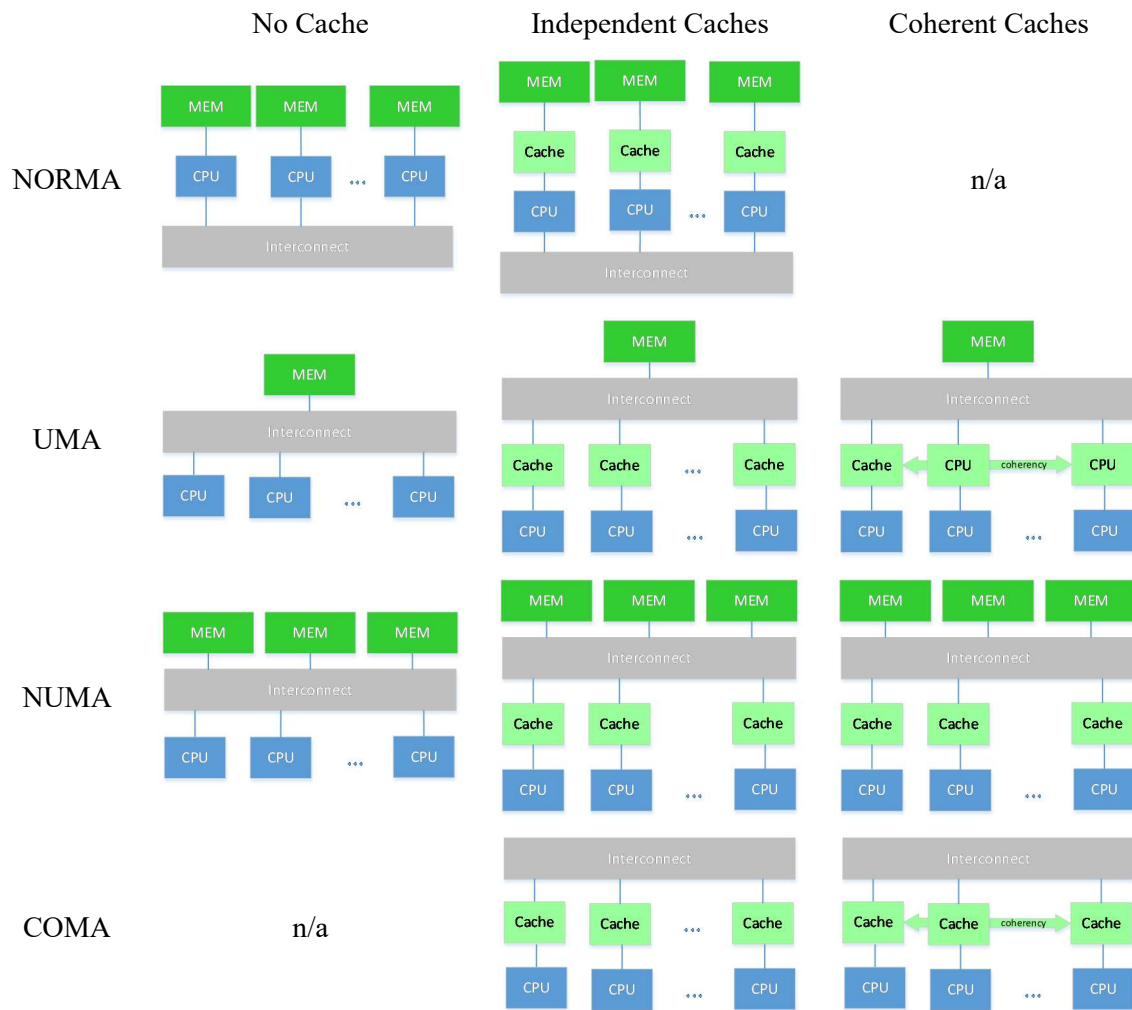 No Cache Independent Caches Coherent Caches
MEM MEM MEM
MEM MEM MEM
Cache Cache Cache
CPU CPU ... CPU
CPU CPU ... CPU
NORMA
n/a
Interconnect
Interconnect
MEM
MEM
MEM
Interconnect
Interconnect
Interconnect
UMA
Cache Cache ... Cache
Cache CPU coherency CPU
CPU CPU ... CPU
CPU CPU ... CPU
CPU CPU ... CPU
MEM MEM MEM
MEM MEM MEM
MEM MEM MEM
Interconnect
Interconnect
Interconnect
NUMA
Cache Cache Cache
Cache Cache Cache
CPU CPU ... CPU
CPU CPU ... CPU
CPU CPU ... CPU
Interconnect
Interconnect
COMA
n/a
Cache Cache ... Cache
Cache Cache coherency Cache
CPU CPU ... CPU
CPU CPU ... CPU